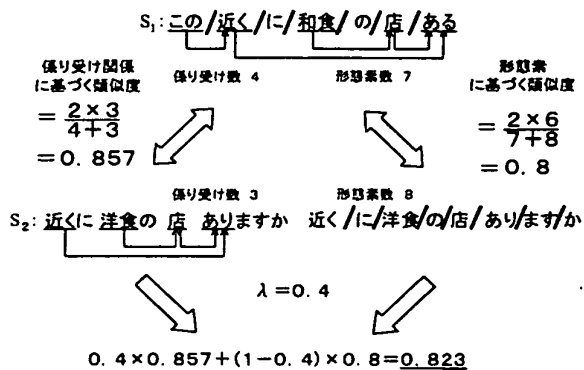 S₁:この/近く/に/和食/の/店/ある
係り受け関係
に基づく類似度
係り受け数 4
形態素数 7
形態素
に基づく類似度
= 2×3
4+3
=0.857
= 2×6
7+8
=0.8
係り受け数 3
形態素数 8
S₂:近くに 洋食の 店 ありますか
近く/に/洋食/の/店/あり/ます/か
λ=0.4
0.4×0.857+(1-0.4)×0.8=0.823